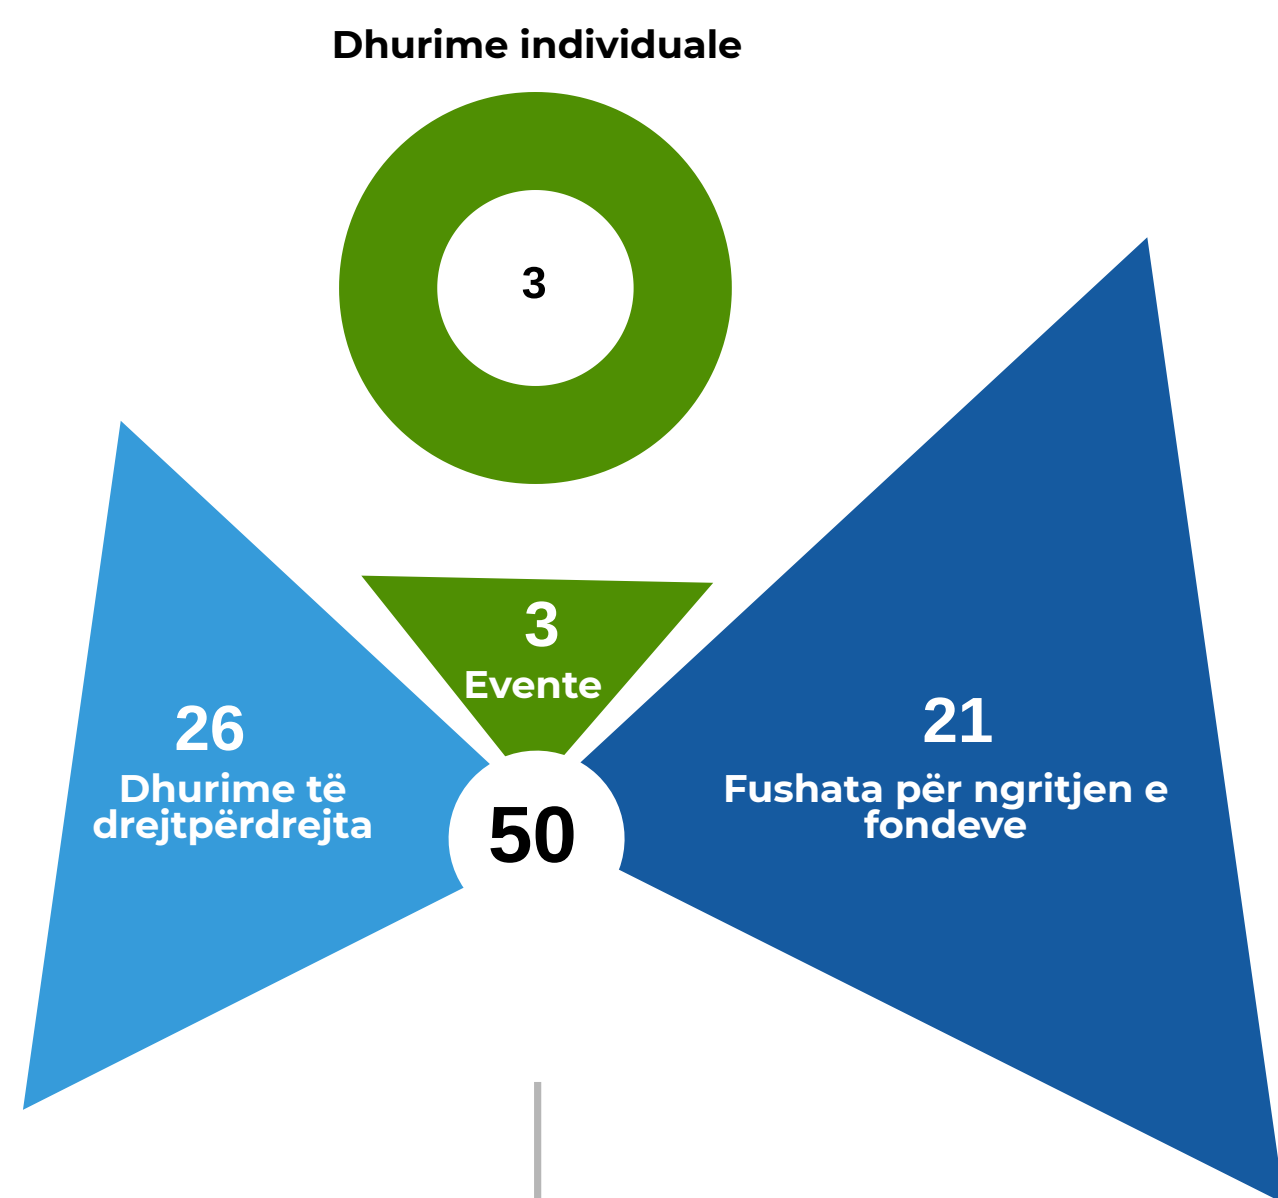 Dhurime individuale
3
3
Evente
26
Dhurime të
drejtpërdrejta
21
Fushata për ngritjen e
fondeve
50